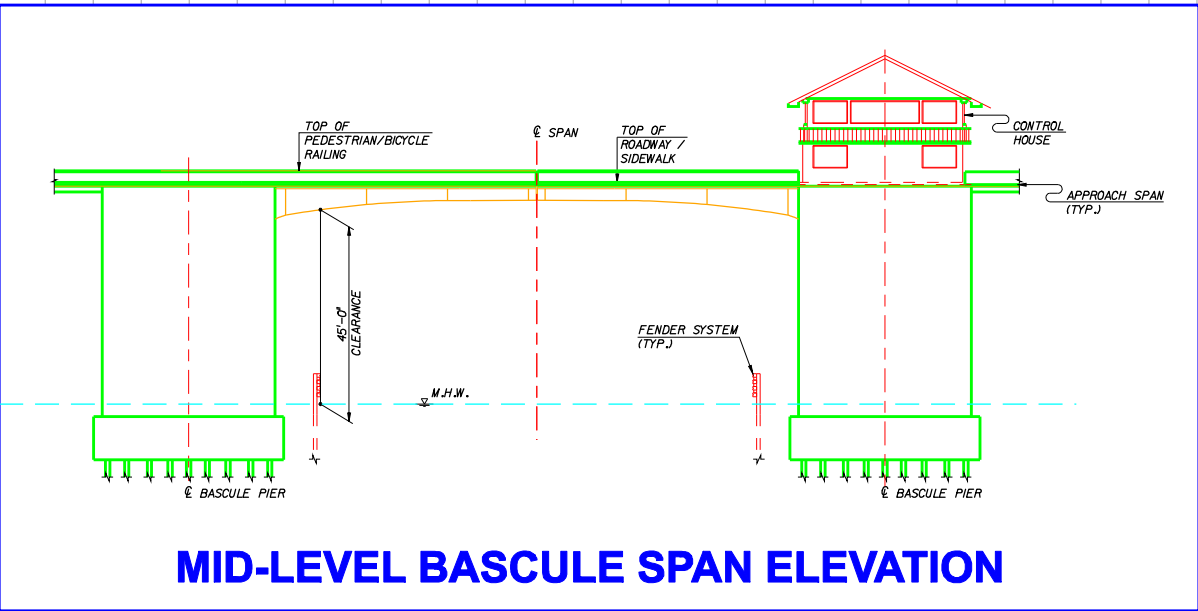 TOP OF
PEDESTRIAN/BICYCLE
RAILING
℄ SPAN
TOP OF
ROADWAY /
SIDEWALK
CONTROL
HOUSE
APPROACH SPAN
(TYP.)
45'-0"
CLEARANCE
FENDER SYSTEM
(TYP.)
M.H.W.
℄ BASCULE PIER
℄ BASCULE PIER
MID-LEVEL BASCULE SPAN ELEVATION